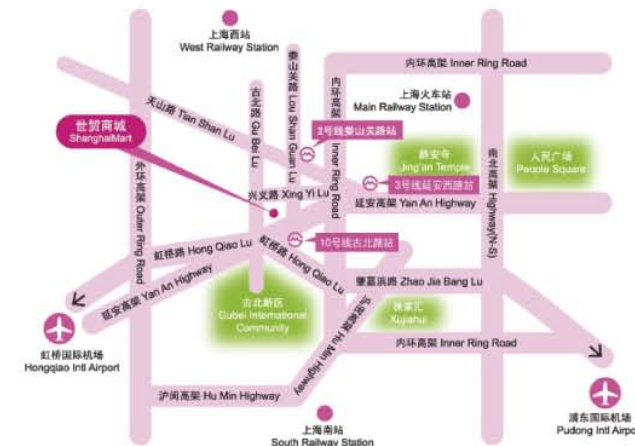 上海西站
West Railway Station
娄山关路 Lou Shan Guan Lu
内环高架 Inner Ring Road
内环高架 Inner Ring Road
天山路 Tian Shan Lu
古北路 Gu Bei Lu
上海火车站
Main Railway Station
世贸商城
ShanghaiMart
2号线娄山关路站
静安寺
Jing'an Temple
人民广场
People Square
南北高架 Highway(N-S)
外环高架 Outer Ring Road
3号线延安西路站
兴义路 Xing Yi Lu
延安高架 Yan An Highway
虹桥路 Hong Qiao Lu
虹桥路 Hong Qiao Lu
10号线古北路站
延安高架 Yan An Highway
肇嘉浜路 Zhao Jia Bang Lu
古北新区
Gubei International
Community
徐家汇
Xujiahui
Hu Min Highway
内环高架 Inner Ring Road
虹桥国际机场
Hongqiao Intl Airport
沪闵高架 Hu Min Highway
上海南站
South Railway Station
浦东国际机场
Pudong Intl Airpo